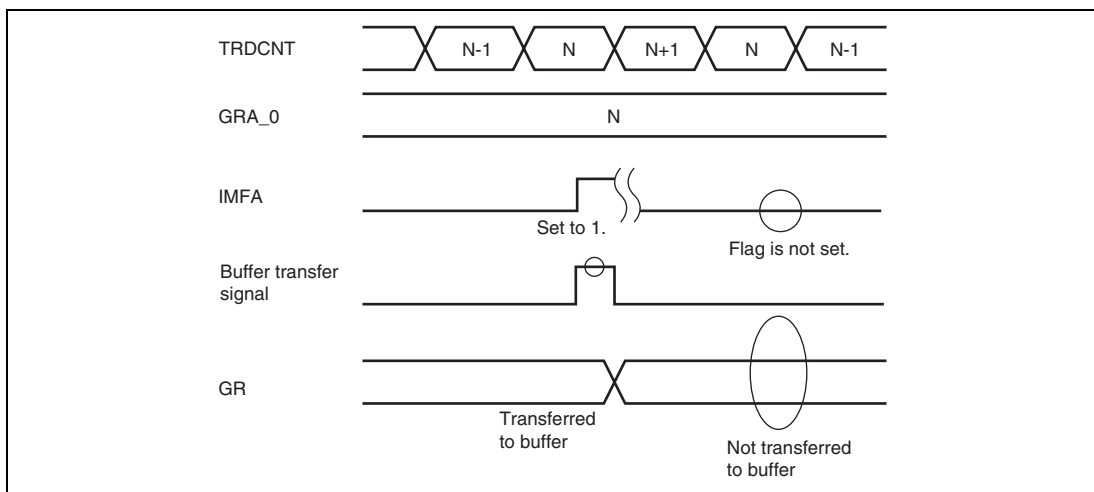 TRDCNT N-1 N N+1 N N-1
GRA_0 N
IMFA
Set to 1.
Flag is not set.
Buffer transfer
signal
GR
Transferred
to buffer
Not transferred
to buffer